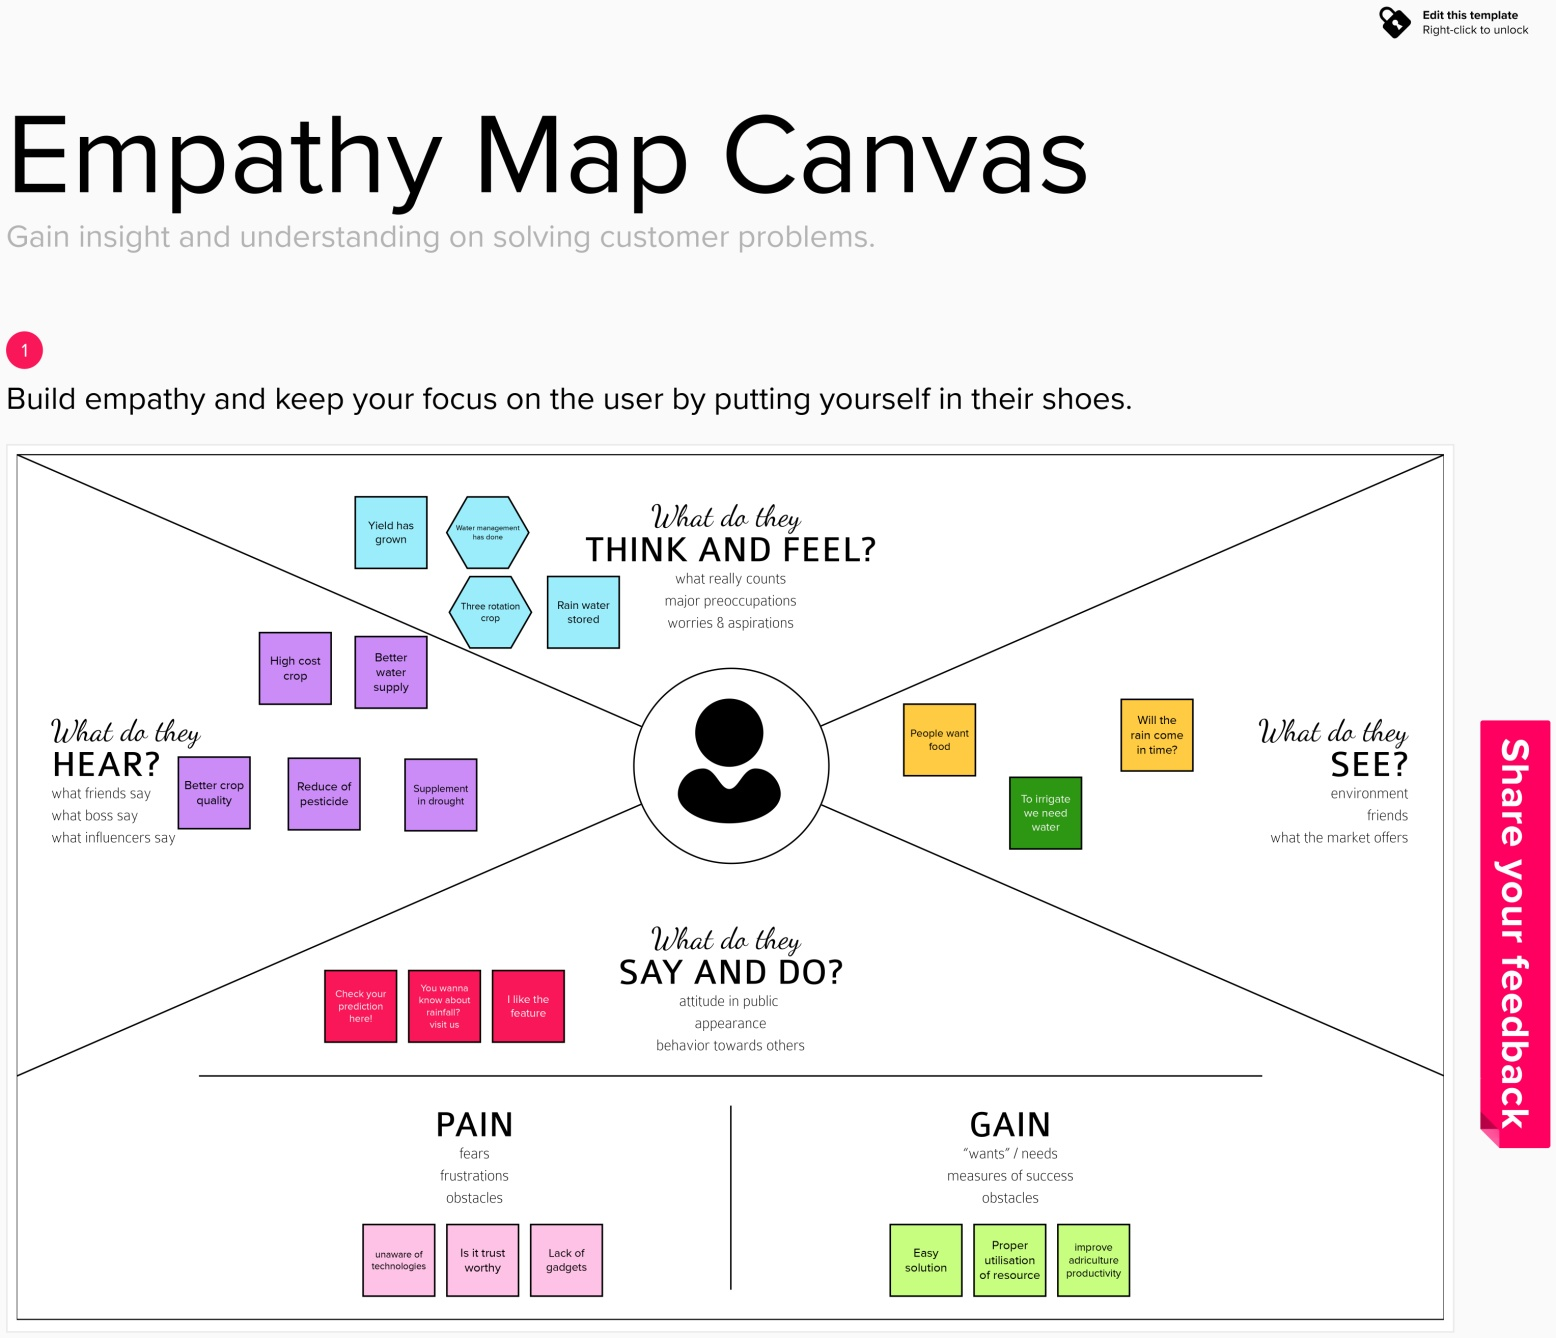 Edit this template
Right-click to unlock
Empathy Map Canvas
Gain insight and understanding on solving customer problems.
1
Build empathy and keep your focus on the user by putting yourself in their shoes.
Yield has
grown
Water management
has done
Three rotation
crop
Rain water
stored
What do they
THINK AND FEEL?
what really counts
major preoccupations
worries & aspirations
High cost
crop
Better
water
supply
What do they
HEAR?
what friends say
what boss say
what influencers say
Better crop
quality
Reduce of
pesticide
Supplement
in drought
People want
food
Will the
rain come
in time?
To irrigate
we need
water
What do they
SEE?
environment
friends
what the market offers
Share your feedback
What do they
SAY AND DO?
attitude in public
appearance
behavior towards others
Check your
prediction
here!
You wanna
know about
rainfall?
visit us
I like the
feature
PAIN
fears
frustrations
obstacles
unaware of
technologies
Is it trust
worthy
Lack of
gadgets
GAIN
“wants” / needs
measures of success
obstacles
Easy
solution
Proper
utilisation
of resource
improve
adriculture
productivity